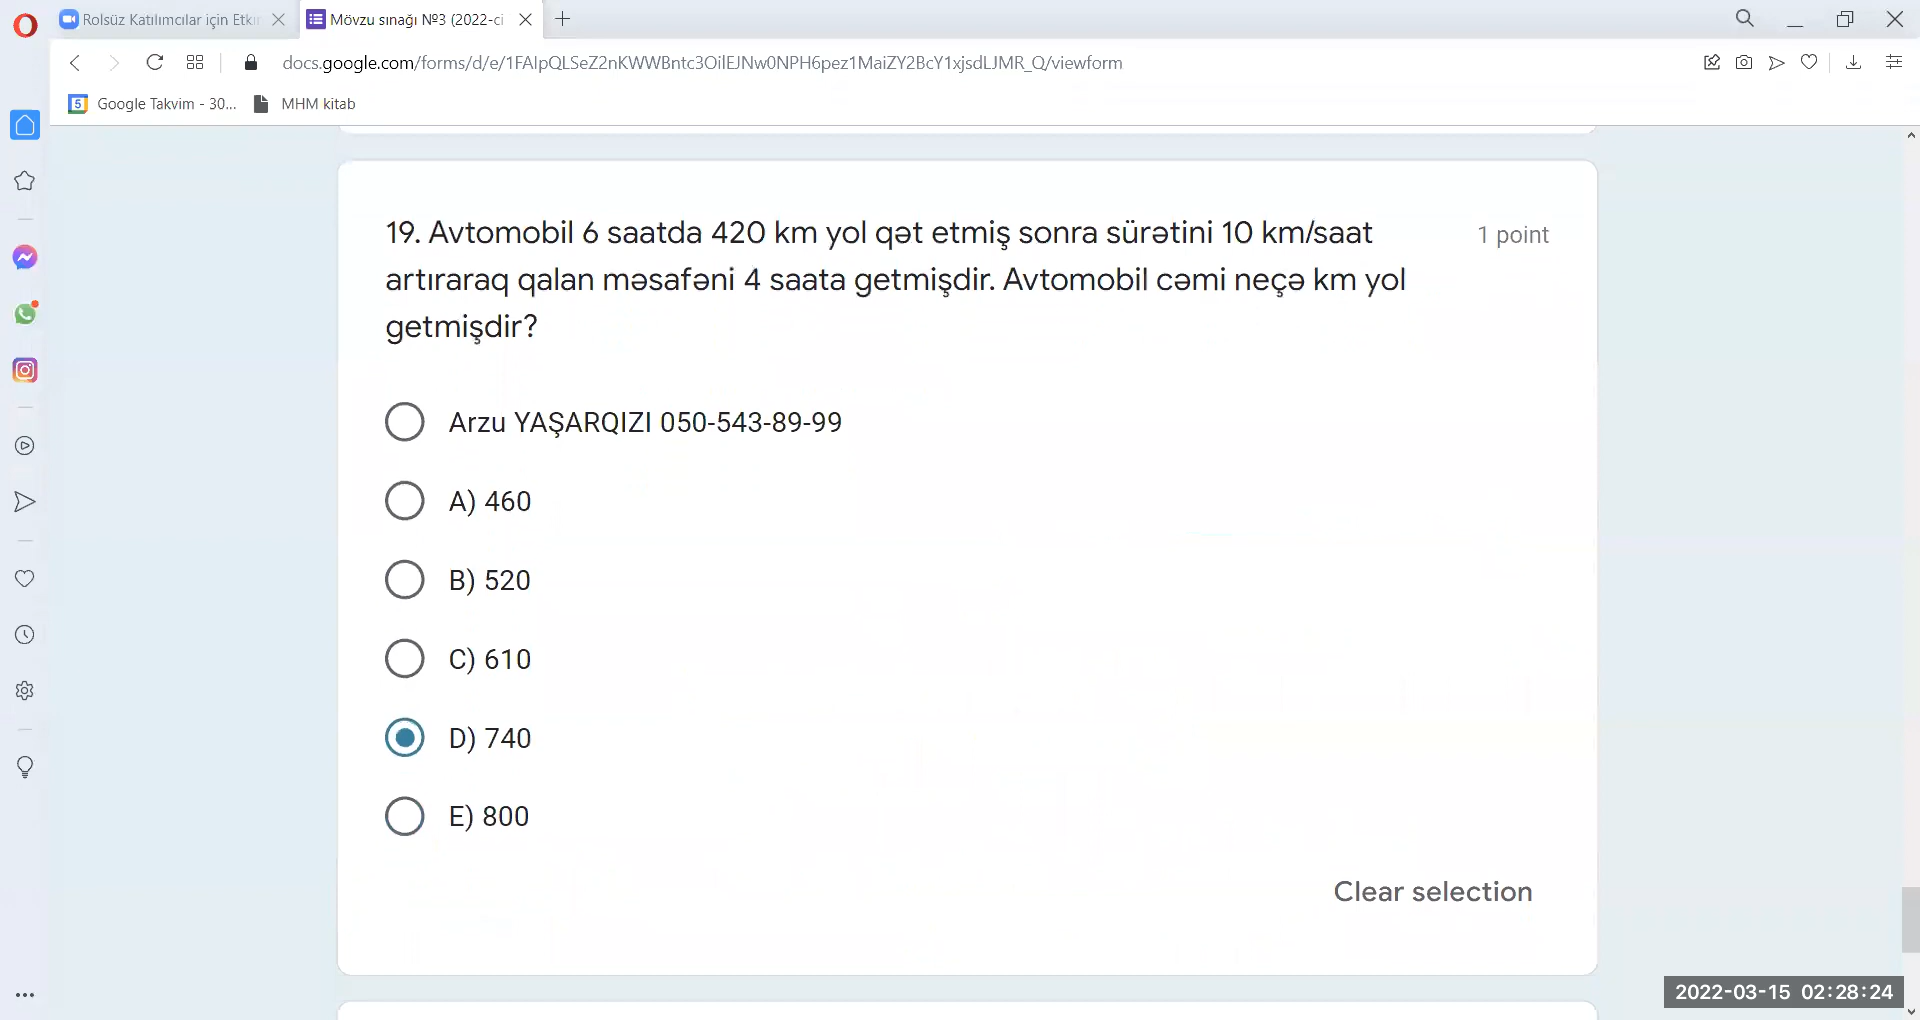 Rolsüz Katılımcılar için Etki
Mövzu sınağı №3 (2022-ci
docs.google.com/forms/d/e/1FAIpQLSeZ2nKWWBntc3OilEJNw0NPH6pez1MaiZY2BcY1xjsdLJMR_Q/viewform
5 Google Takvim - 30...
MHM kitab
19. Avtomobil 6 saatda 420 km yol qət etmiş sonra sürətini 10 km/saat
1 point
artıraraq qalan məsafəni 4 saata getmişdir. Avtomobil cəmi neçə km yol
getmişdir?
Arzu YAŞARQIZI 050-543-89-99
A) 460
B) 520
C) 610
D) 740
E) 800
Clear selection
2022-03-15 02:28:24